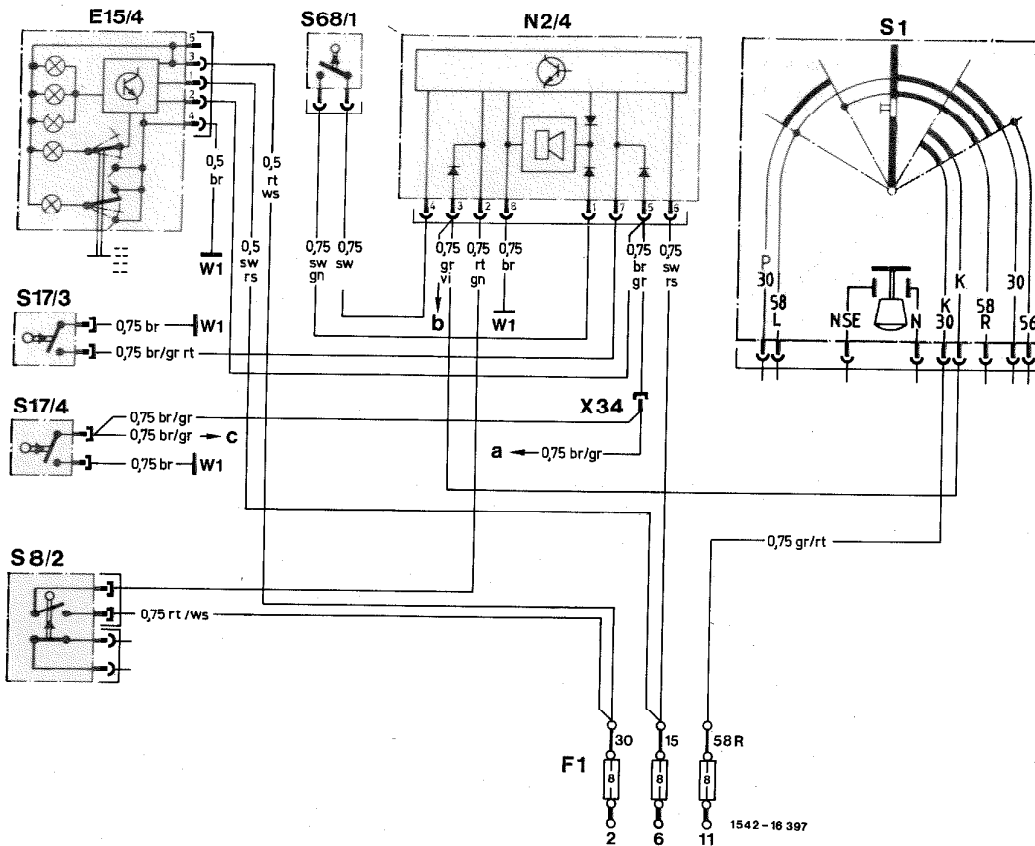 E15/4
S68/1
N2/4
S1
5
3
1
2
4
0,5
br
0,5
rt
ws
W1
0,5
sw
rs
0,75
sw
gn
0,75
sw
4
3
2
8
1
7
5
6
0,75
gr
vi
b
0,75
rt
gn
0,75
br
W1
0,75
br
gr
0,75
sw
rs
P
30
58
L
NSE
N
K
30
K
58
R
30
56
S17/3
0,75 br
W1
0,75 br/gr rt
S17/4
0,75 br/gr
0,75 br/gr
c
0,75 br
W1
X34
a
0,75 br/gr
0,75 gr/rt
S8/2
0,75 rt/ws
F1
30
15
58R
8
8
8
2
6
11
1542-16 397